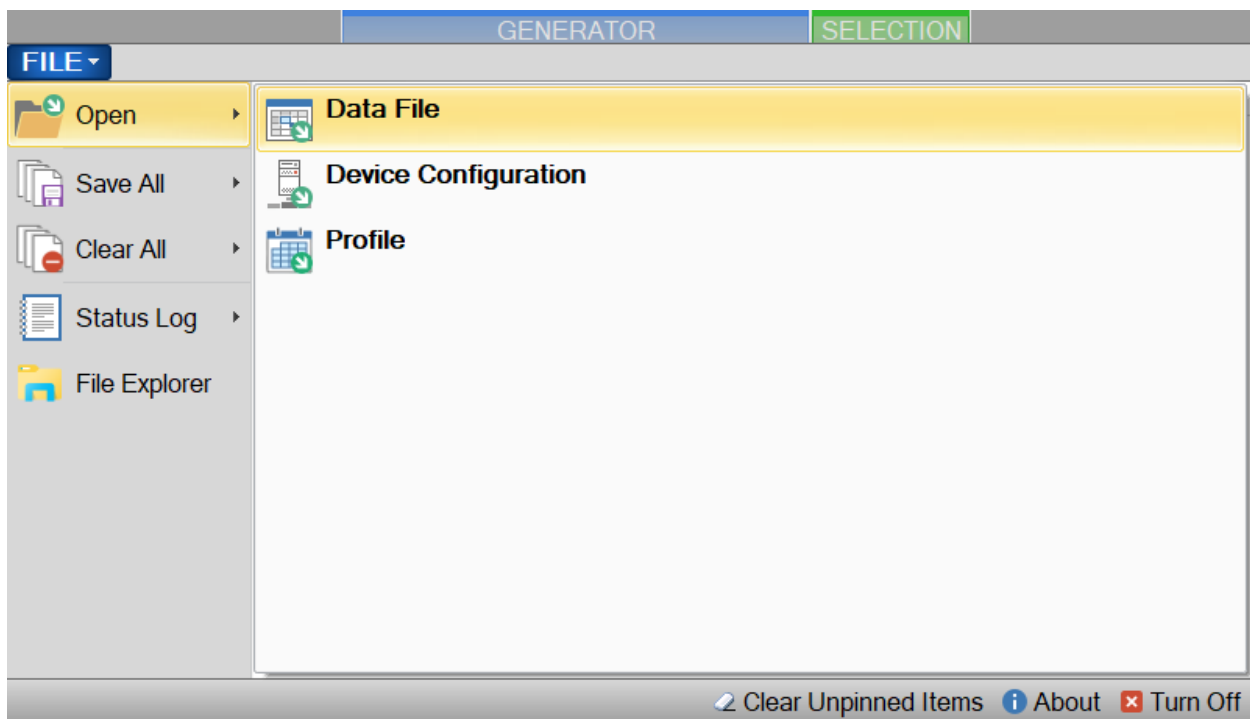 GENERATOR SELECTION
FILE
Open
Data File
Device Configuration
Profile
Save All
Clear All
Status Log
File Explorer
Clear Unpinned Items About Turn Off